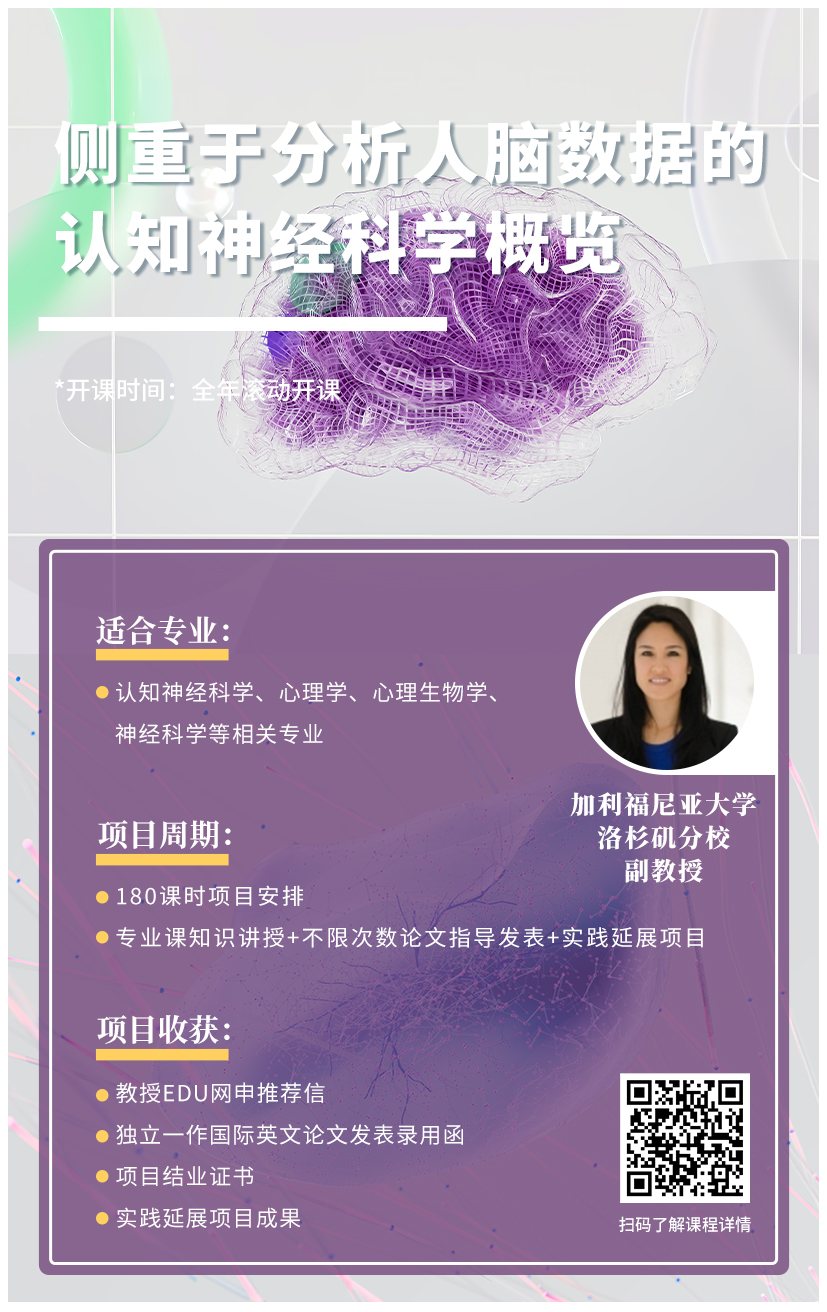 侧重于分析人脑数据的
认知神经科学概览
*开课时间：全年滚动开课
适合专业：
认知神经科学、心理学、心理生物学、
神经科学等相关专业
加利福尼亚大学
洛杉矶分校
副教授
项目周期：
180课时项目安排
专业课知识讲授+不限次数论文指导发表+实践延展项目
项目收获：
教授EDU网申推荐信
独立一作国际英文论文发表录用函
项目结业证书
实践延展项目成果
扫码了解课程详情